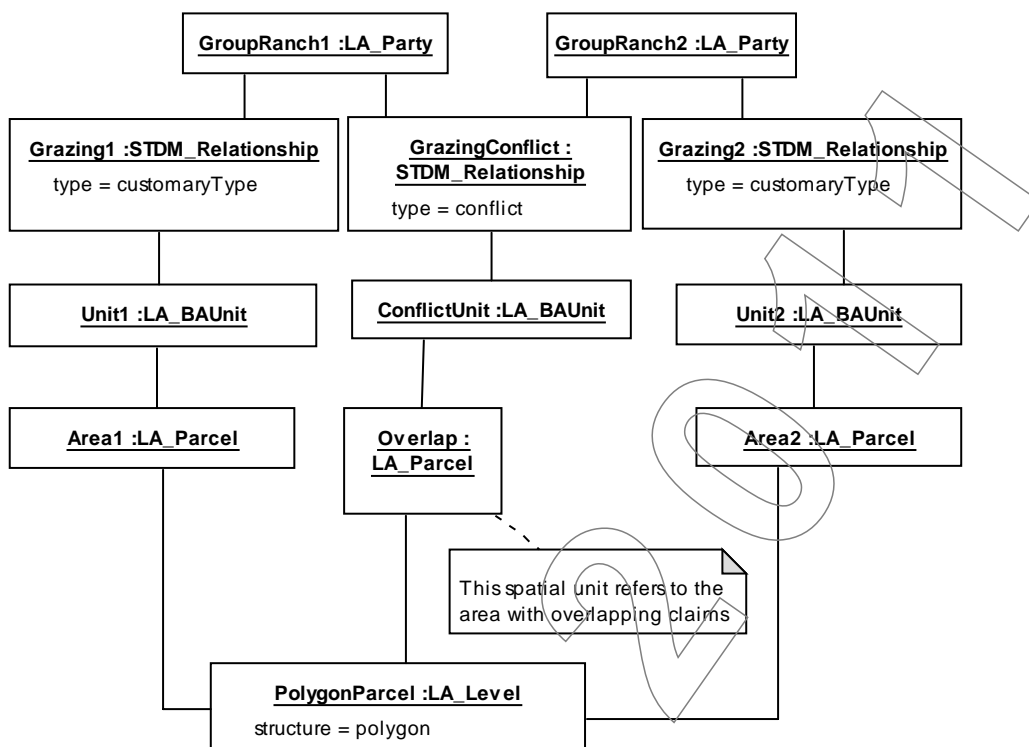 GroupRanch1 :LA_Party
GroupRanch2 :LA_Party
Grazing1 :STDM_Relationship
type = customaryType
GrazingConflict :
STDM_Relationship
type = conflict
Grazing2 :STDM_Relationship
type = customaryType
Unit1 :LA_BAUnit
ConflictUnit :LA_BAUnit
Unit2 :LA_BAUnit
Area1 :LA_Parcel
Overlap :
LA_Parcel
Area2 :LA_Parcel
This spatial unit refers to the
area with overlapping claims
PolygonParcel :LA_Level
structure = polygon
2011